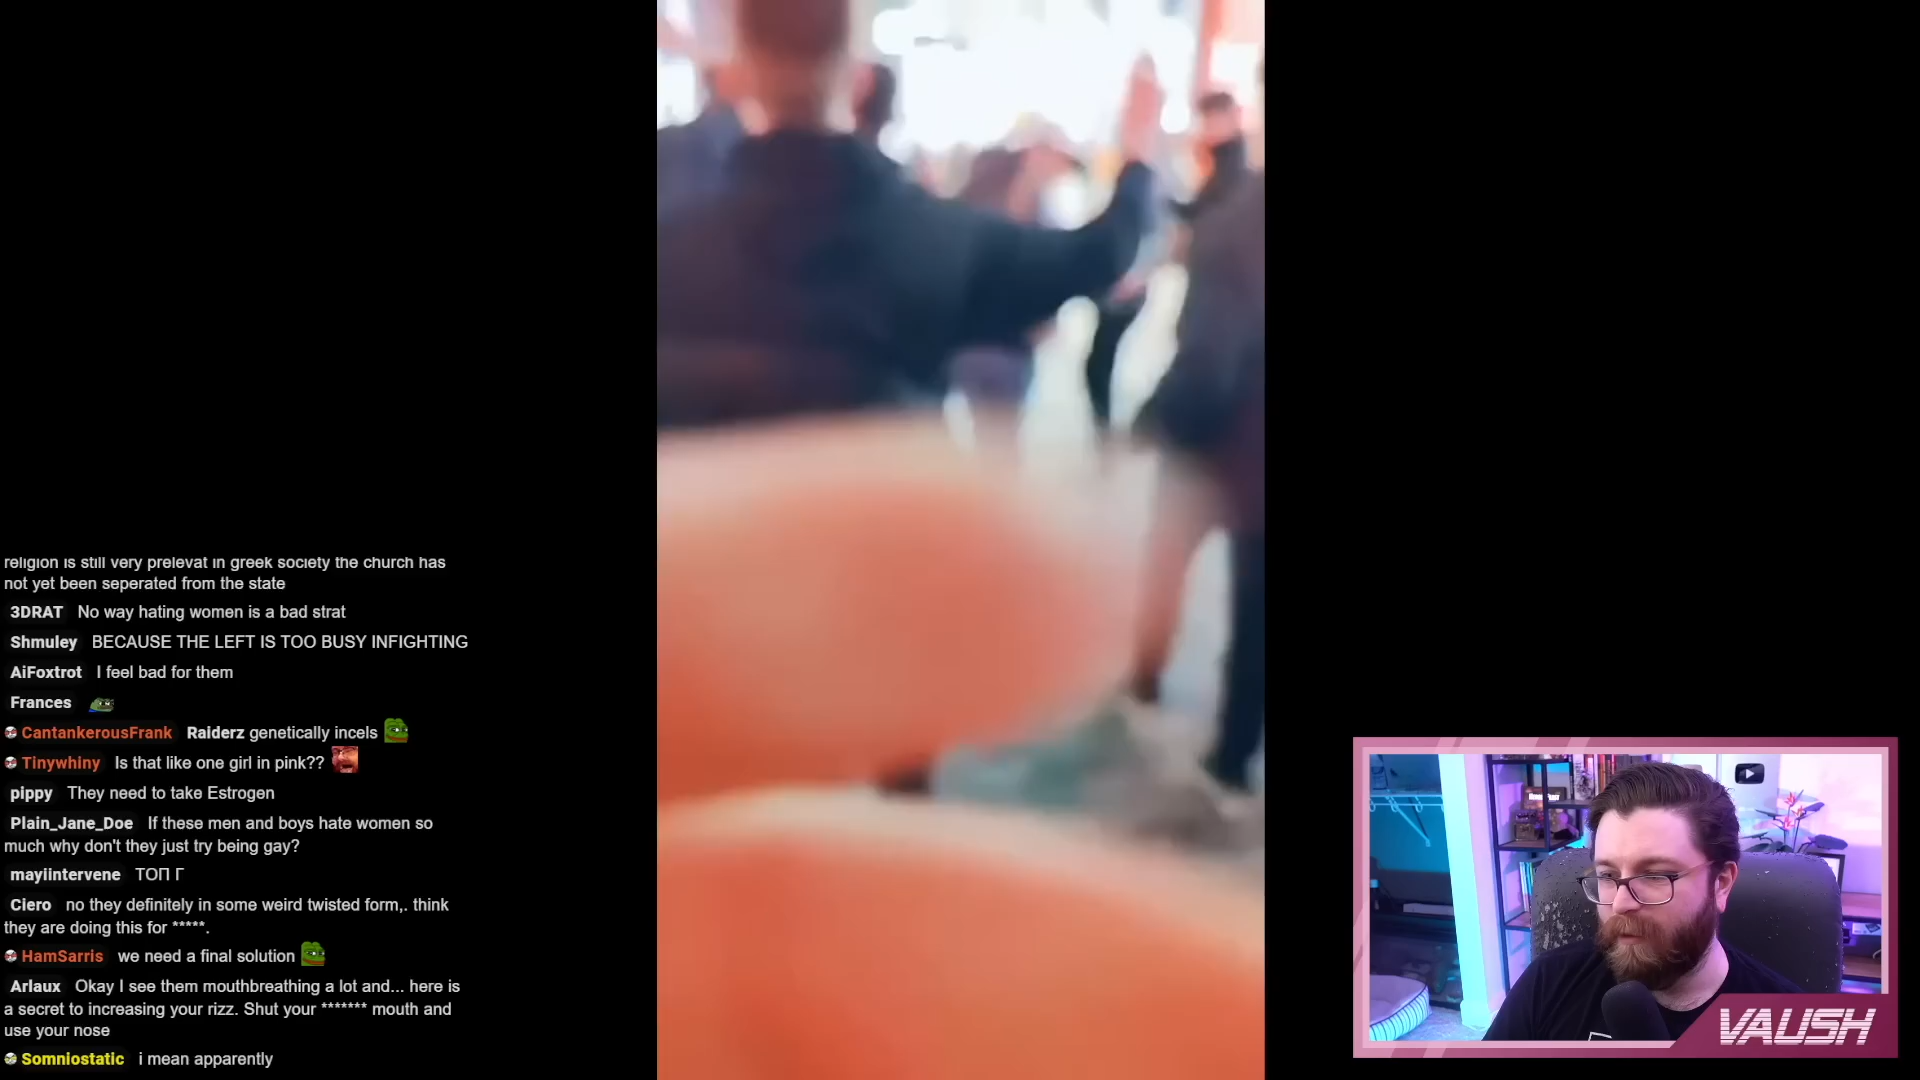 religion is still very prelevat in greek society the church has
not yet been seperated from the state
3DRAT No way hating women is a bad strat
Shmuley BECAUSE THE LEFT IS TOO BUSY INFIGHTING
AiFoxtrot I feel bad for them
Frances
CantankerousFrank Raiderz genetically incels
Tinywhiny Is that like one girl in pink??
pippy They need to take Estrogen
Plain_Jane_Doe If these men and boys hate women so
much why don't they just try being gay?
mayiintervene ТОП Г
Ciero no they definitely in some weird twisted form,. think
they are doing this for *****.
HamSarris we need a final solution
Arlaux Okay I see them mouthbreathing a lot and... here is
a secret to increasing your rizz. Shut your ******* mouth and
use your nose
Somniostatic i mean apparently
VAUSH